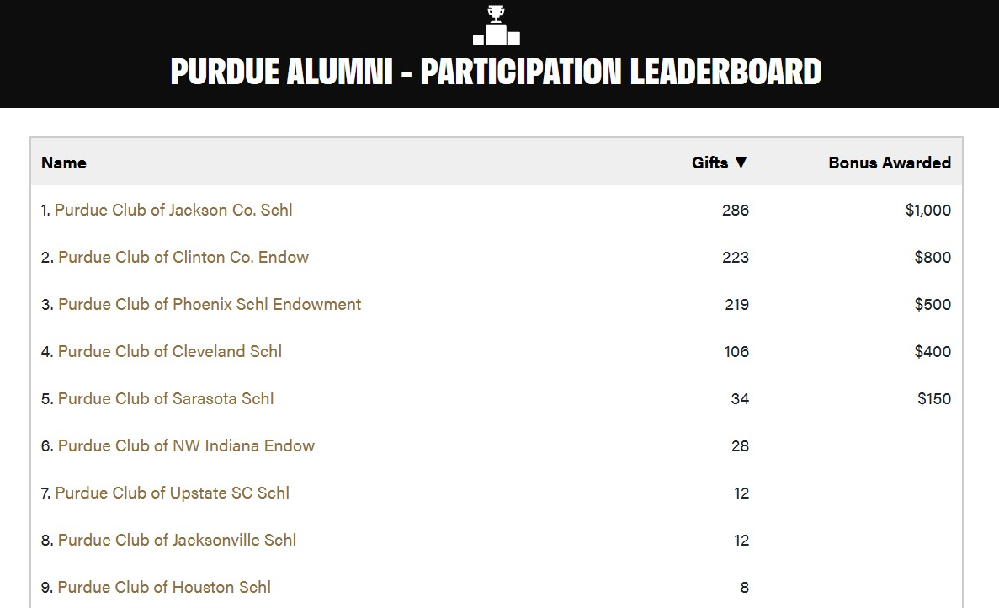 PURDUE ALUMNI - PARTICIPATION LEADERBOARD
Name Gifts ▼ Bonus Awarded
1. Purdue Club of Jackson Co. Schl 286 $1,000
2. Purdue Club of Clinton Co. Endow 223 $800
3. Purdue Club of Phoenix Schl Endowment 219 $500
4. Purdue Club of Cleveland Schl 106 $400
5. Purdue Club of Sarasota Schl 34 $150
6. Purdue Club of NW Indiana Endow 28
7. Purdue Club of Upstate SC Schl 12
8. Purdue Club of Jacksonville Schl 12
9. Purdue Club of Houston Schl 8